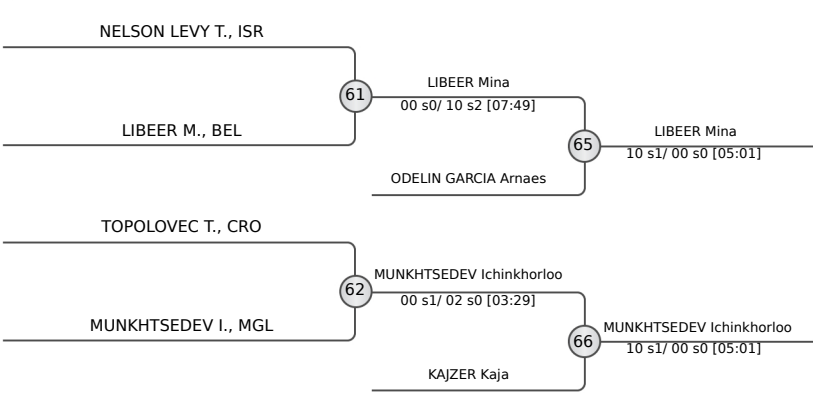 NELSON LEVY T., ISR
61
LIBEER Mina
00 s0/ 10 s2 [07:49]
LIBEER M., BEL
65
LIBEER Mina
10 s1/ 00 s0 [05:01]
ODELIN GARCIA Arnaes
TOPOLOVEC T., CRO
62
MUNKHTSEDEV Ichinkhorloo
00 s1/ 02 s0 [03:29]
MUNKHTSEDEV I., MGL
66
MUNKHTSEDEV Ichinkhorloo
10 s1/ 00 s0 [05:01]
KAJZER Kaja